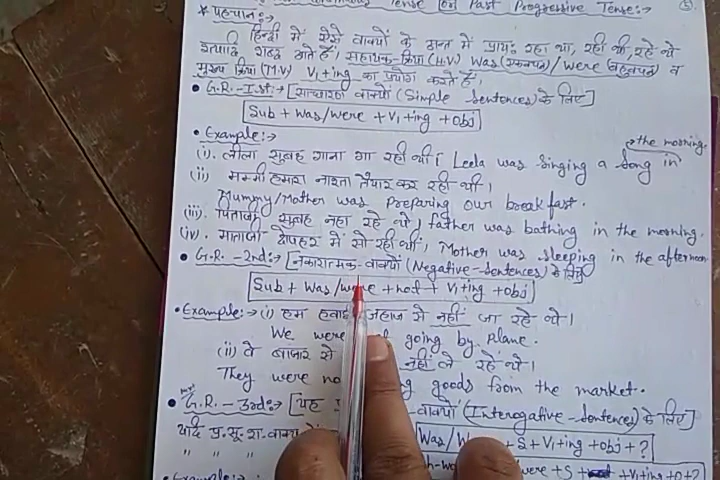 Tense (or) Past Progressive Tense:→
* पहचान:→
हिन्दी में ऐसे वाक्यों के अन्त में प्रायः रहा था, रही थी, रहे थे
इत्यादि शब्द आते हैं। सहायक-क्रिया (H.V) Was (एकवचन) / were (बहुवचन) व
मुख्य क्रिया (M.V) V₁+ing का प्रयोग करते हैं।
• G.R.-Ist:→ [साधारण वाक्यों (Simple Sentences) के लिए]
Sub + was/were + V₁ + ing + obj
• Example:→
the morning.
(i). लीला सुबह गाना गा रही थी। Leela was singing a song in
(ii) मम्मी हमारा नाश्ता तैयार कर रही थी।
Mummy/Mother was preparing our breakfast.
(iii). पिताजी सुबह नहा रहे थे। father was bathing in the morning.
(iv). माताजी दोपहर में सो रही थी। Mother was sleeping in the afternoon
• G.R.-2nd:→ [नकारात्मक-वाक्यों (Negative-Sentences) के लिए
Sub + Was/were + not + V₁ + ing + obj
• Example:→ (i) हम हवाई जहाज से नहीं जा रहे थे।
We were going by plane.
(ii) वे बाजार से नहीं ले रहे थे।
They were goods from the market.
• G.R.-3rd:→ [यह वाक्यों (Interogative-Sentences) के लिए]
यदि प्र.सू.श. वाक्य Was/W + S + V₁ + ing + obj + ?
" " " were + S + V₁ + ing + o + ?
• Example:→